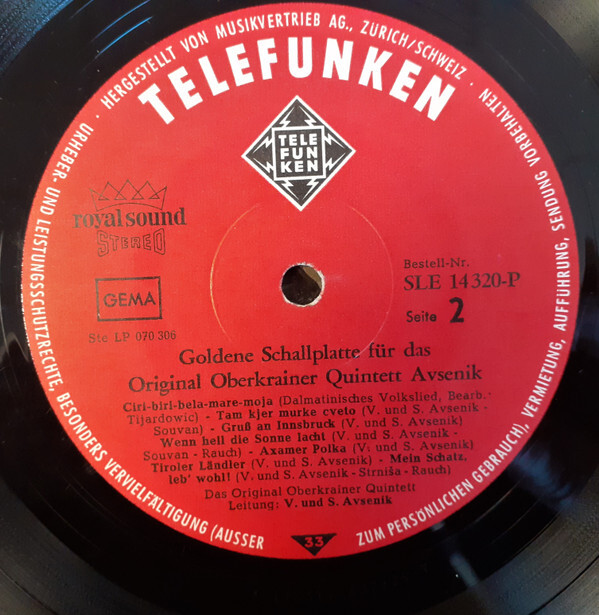 · HERGESTELLT VON MUSIKVERTRIEB AG., ZÜRICH/SCHWEIZ ·
URHEBER- UND LEISTUNGSSCHUTZRECHTE, BESONDERS VERVIELFÄLTIGUNG (AUSSER
ZUM PERSÖNLICHEN GEBRAUCH), VERMIETUNG, AUFFÜHRUNG, SENDUNG VORBEHALTEN
TELEFUNKEN
TELE
FUN
KEN
royal sound
STEREO
GEMA
Ste LP 070 306
Bestell-Nr.
SLE 14 320-P
Seite 2
Goldene Schallplatte für das
Original Oberkrainer Quintett Avsenik
Ciri-biri-bela-mare-moja (Dalmatinisches Volkslied, Bearb.-
Tijardowic) - Tam kjer murke cveto (V. und S. Avsenik -
Souvan) - Gruß an Innsbruck (V. und S. Avsenik)
Wenn hell die Sonne lacht (V. und S. Avsenik -
Souvan - Rauch) - Axamer Polka (V. und S. Avsenik)
Tiroler Ländler (V. und S. Avsenik) - Mein Schatz,
leb' wohl! (V. und S. Avsenik - Strniša - Rauch)
Das Original Oberkrainer Quintett
Leitung: V. und S. Avsenik
33